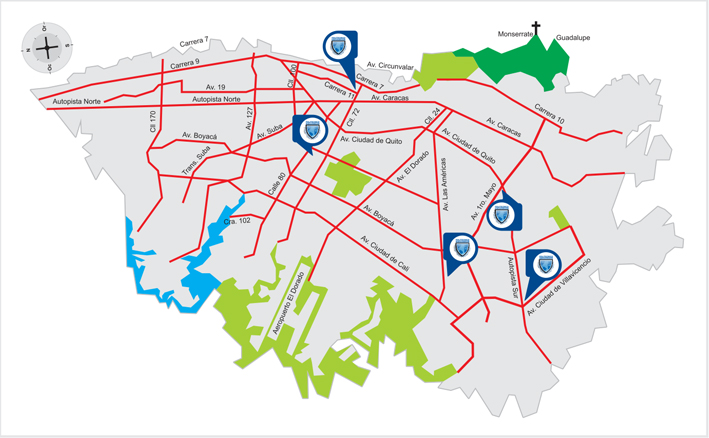 Or
N
S
Oc
Monserrate
Guadalupe
Carrera 7
Carrera 9
Av. Circunvalar
Av. 19
Cll. 100
Carrera 7
Carrera 11
Autopista Norte
Autopista Norte
Av. Caracas
Carrera 10
Cll 170
Av. 127
Cll. 72
Cll. 24
Av. Caracas
Av. Boyacá
Av. Suba
Av. Ciudad de Quito
Av. Ciudad de Quito
Trans. Suba
Av. El Dorado
Calle 80
Av. Las Américas
Av. 1ro. Mayo
Cra. 102
Av. Boyacá
Av. Ciudad de Cali
Autopista Sur
Av. Ciudad de Villavicencio
Aeropuerto El Dorado